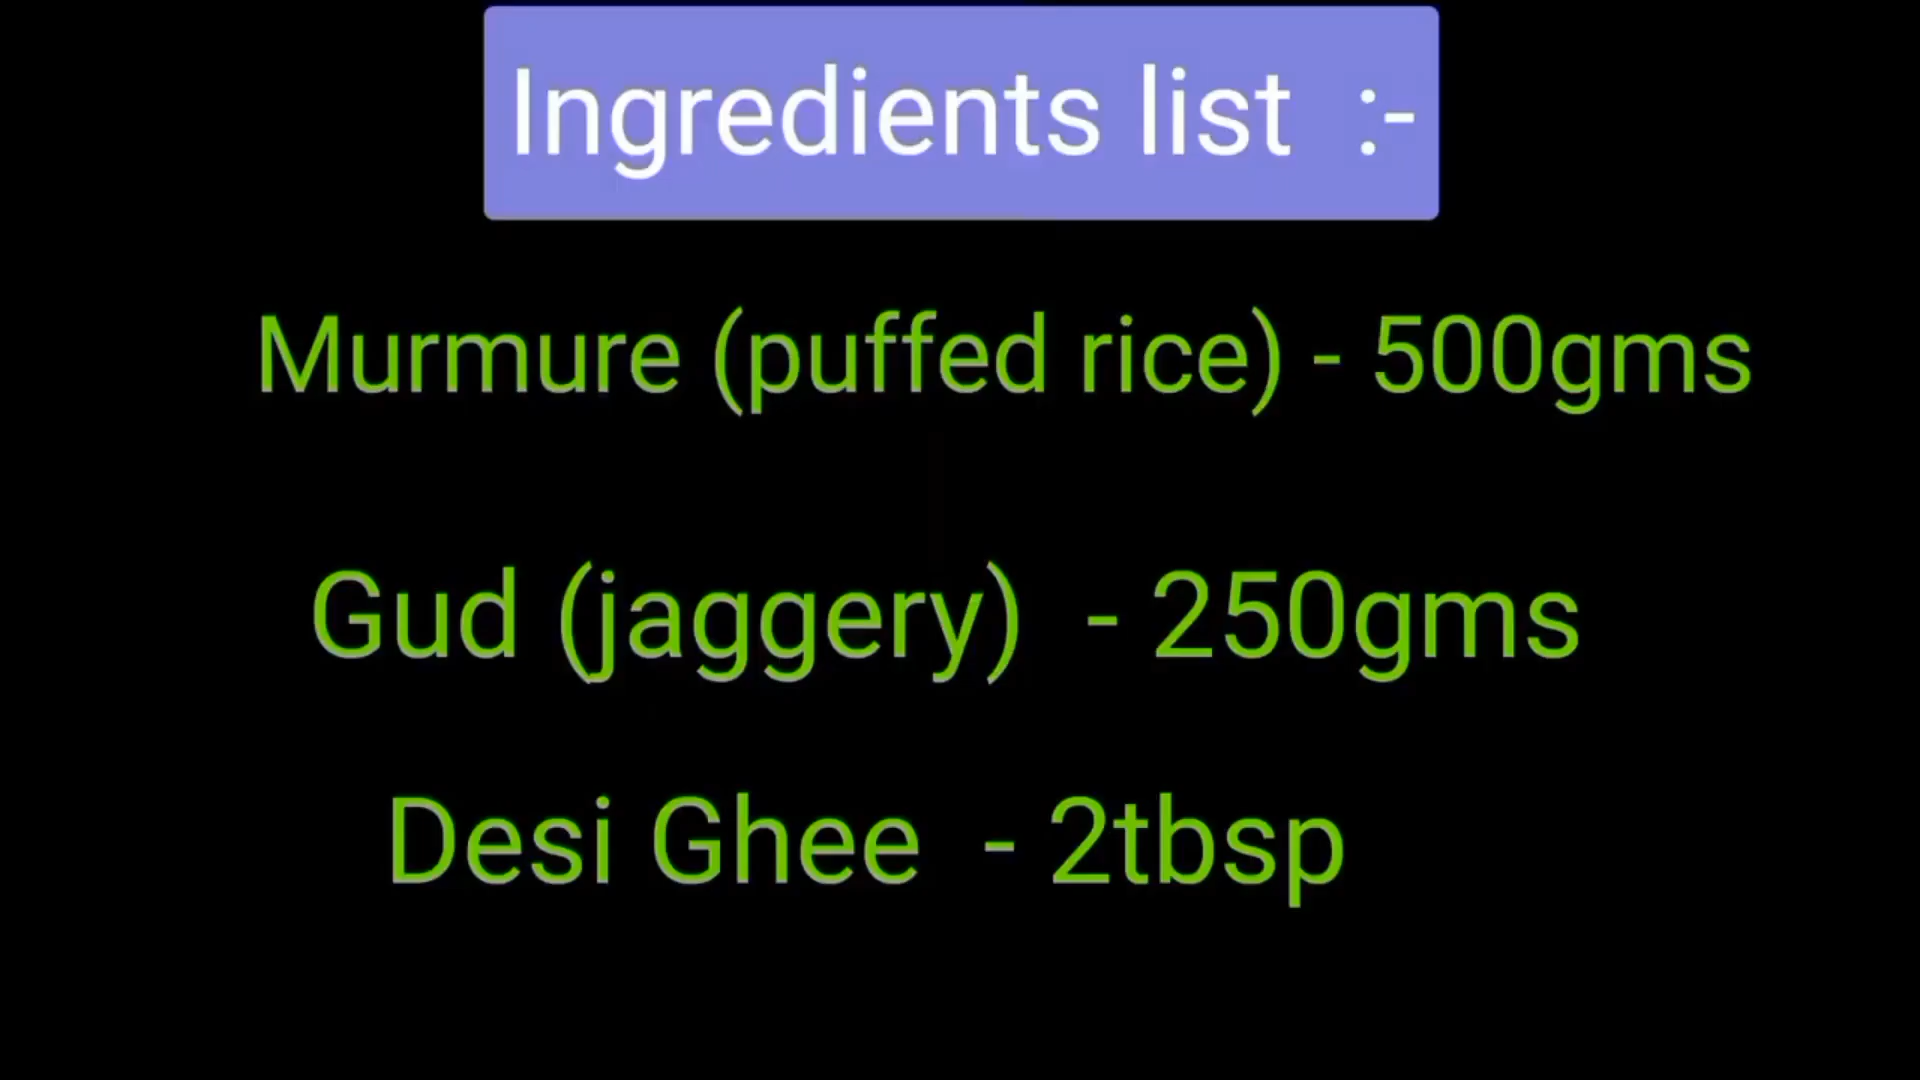 Ingredients list :-
Murmure (puffed rice) - 500gms
Gud (jaggery) - 250gms
Desi Ghee - 2tbsp